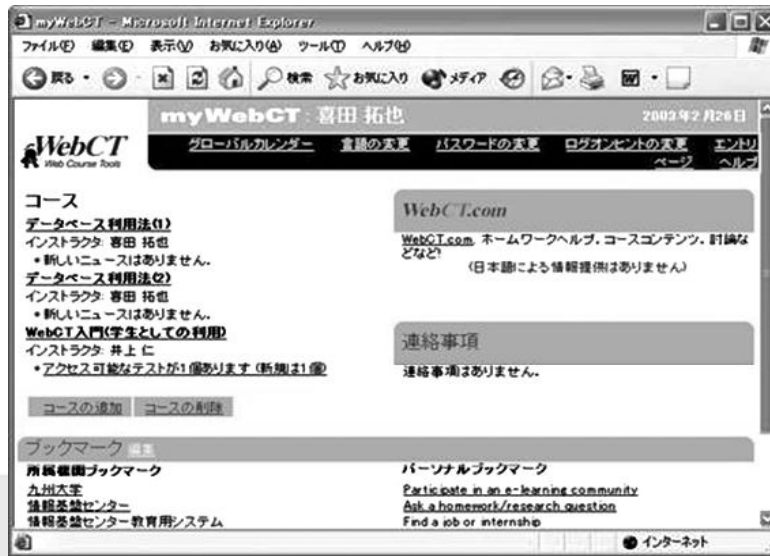 myWebCT - Microsoft Internet Explorer
ファイル(F) 編集(E) 表示(V) お気に入り(A) ツール(T) ヘルプ(H)
戻る 検索 お気に入り メディア
myWebCT: 喜田 拓也 2003年2月26日
WebCT
Web Course Tools
グローバルカレンダー 言語の変更 パスワードの変更 ログオンヒントの変更 エントリ
ページ ヘルプ
コース
データベース利用法(1)
インストラクタ: 喜田 拓也
•新しいニュースはありません.
データベース利用法(2)
インストラクタ: 喜田 拓也
•新しいニュースはありません.
WebCT入門(学生としての利用)
インストラクタ: 井上 仁
•アクセス可能なテストが1個あります (新規は1個)
コースの追加 コースの削除
WebCT.com
WebCT.com, ホームワークヘルプ, コースコンテンツ, 討論な
どなど!
(日本語による情報提供はありません)
連絡事項
連絡事項はありません.
ブックマーク 編集
所属機関ブックマーク
九州大学
情報基盤センター
情報基盤センター教育用システム
パーソナルブックマーク
Participate in an e-learning community
Ask a homework/research question
Find a job or internship
インターネット